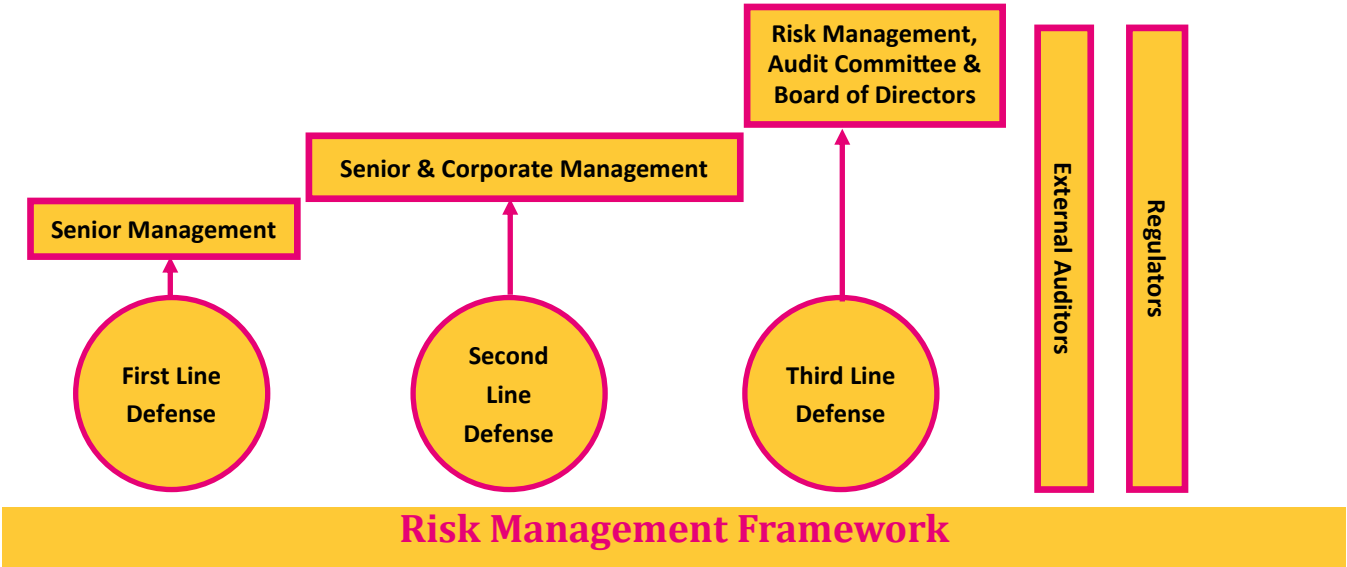 Risk Management,
Audit Committee &
Board of Directors
Senior & Corporate Management
Senior Management
First Line
Defense
Second
Line
Defense
Third Line
Defense
External Auditors
Regulators
Risk Management Framework